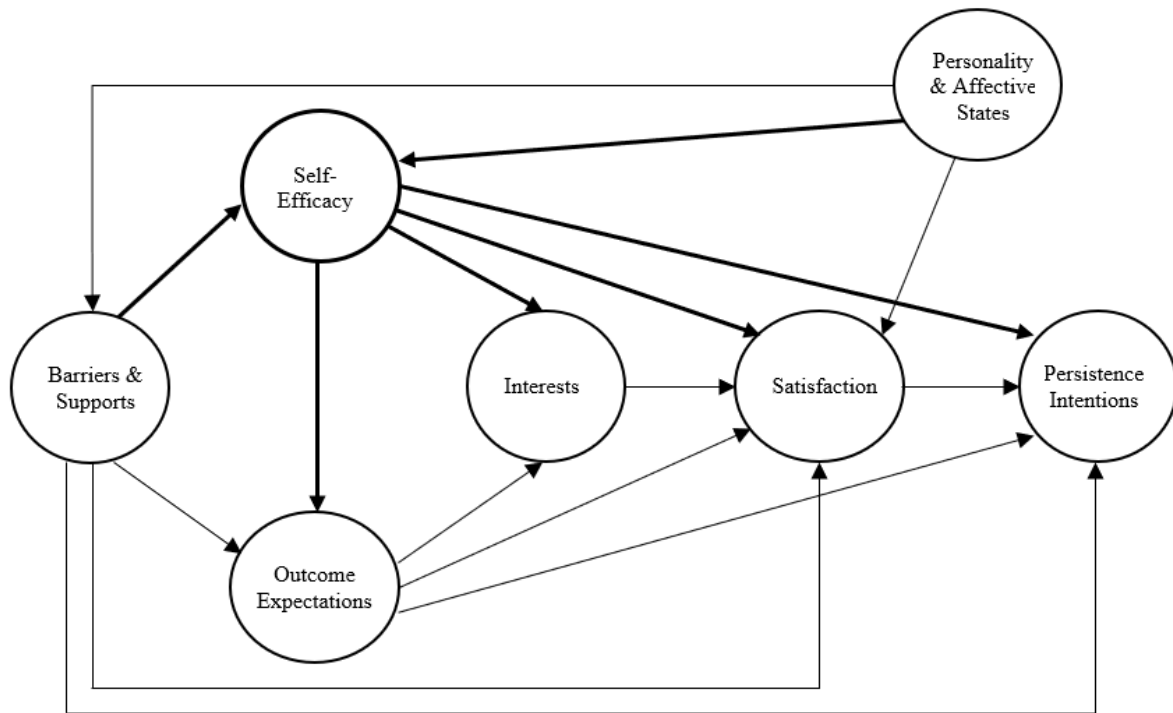 Personality
& Affective
States
Self-
Efficacy
Barriers &
Supports
Interests
Satisfaction
Persistence
Intentions
Outcome
Expectations